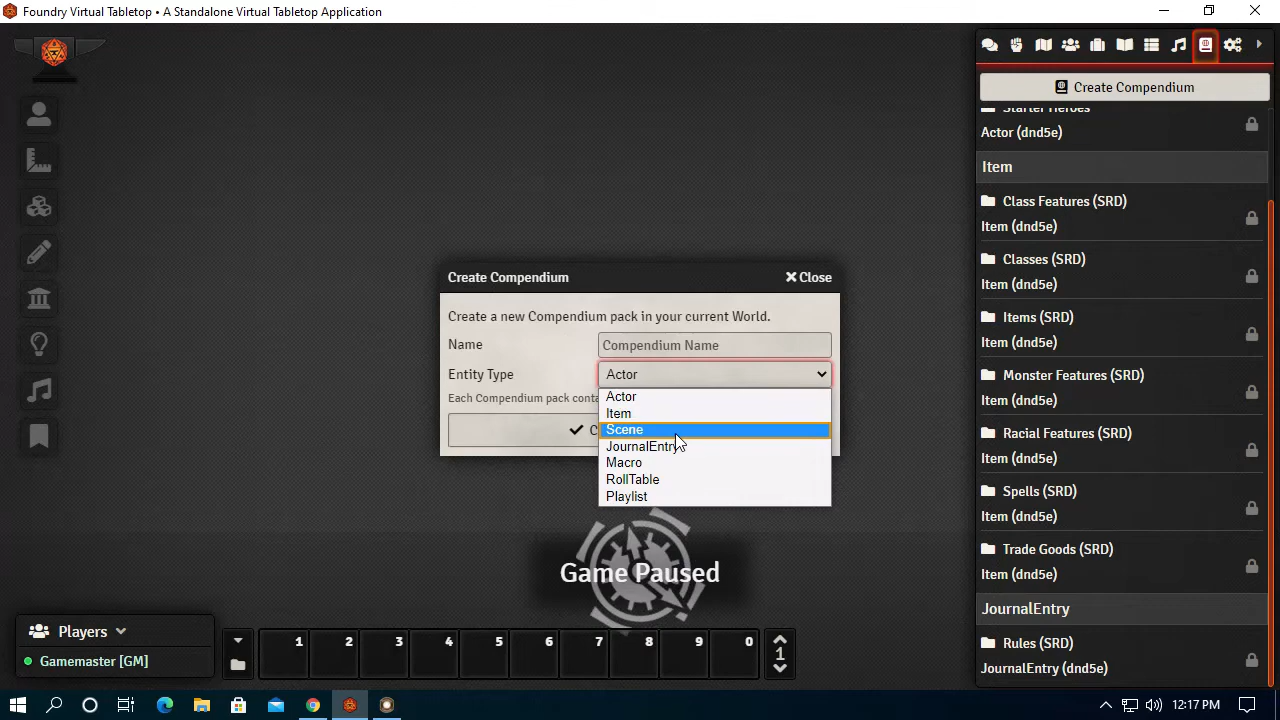 Foundry Virtual Tabletop • A Standalone Virtual Tabletop Application
Create Compendium
Starter Heroes
Actor (dnd5e)
Item
Class Features (SRD)
Item (dnd5e)
Classes (SRD)
Item (dnd5e)
Items (SRD)
Item (dnd5e)
Monster Features (SRD)
Item (dnd5e)
Racial Features (SRD)
Item (dnd5e)
Spells (SRD)
Item (dnd5e)
Trade Goods (SRD)
Item (dnd5e)
JournalEntry
Rules (SRD)
JournalEntry (dnd5e)
Create Compendium
Close
Create a new Compendium pack in your current World.
Name
Compendium Name
Entity Type
Actor
Each Compendium pack conta
C
Actor
Item
Scene
JournalEntry
Macro
RollTable
Playlist
Game Paused
Players
Gamemaster [GM]
1 2 3 4 5 6 7 8 9 0
1
12:17 PM